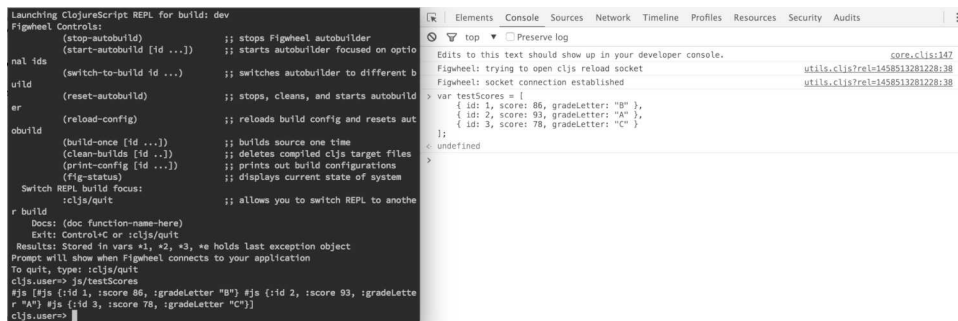 Launching ClojureScript REPL for build: dev
Figwheel Controls:
(stop-autobuild) ;; stops Figwheel autobuilder
(start-autobuild [id ...]) ;; starts autobuilder focused on optio
nal ids
(switch-to-build id ...) ;; switches autobuilder to different b
uild
(reset-autobuild) ;; stops, cleans, and starts autobuild
er
(reload-config) ;; reloads build config and resets aut
obuild
(build-once [id ...]) ;; builds source one time
(clean-builds [id ..]) ;; deletes compiled cljs target files
(print-config [id ...]) ;; prints out build configurations
(fig-status) ;; displays current state of system
Switch REPL build focus:
:cljs/quit ;; allows you to switch REPL to anothe
r build
Docs: (doc function-name-here)
Exit: Control+C or :cljs/quit
Results: Stored in vars *1, *2, *3, *e holds last exception object
Prompt will show when Figwheel connects to your application
To quit, type: :cljs/quit
cljs.user=> js/testScores
#js [#js {:id 1, :score 86, :gradeLetter "B"} #js {:id 2, :score 93, :gradeLette
r "A"} #js {:id 3, :score 78, :gradeLetter "C"}]
cljs.user=>
Elements Console Sources Network Timeline Profiles Resources Security Audits
top ▼ Preserve log
Edits to this text should show up in your developer console. core.cljs:147
Figwheel: trying to open cljs reload socket utils.cljs?rel=1458513281228:38
Figwheel: socket connection established utils.cljs?rel=1458513281228:38
> var testScores = [
{ id: 1, score: 86, gradeLetter: "B" },
{ id: 2, score: 93, gradeLetter: "A" },
{ id: 3, score: 78, gradeLetter: "C" }
];
< undefined
>